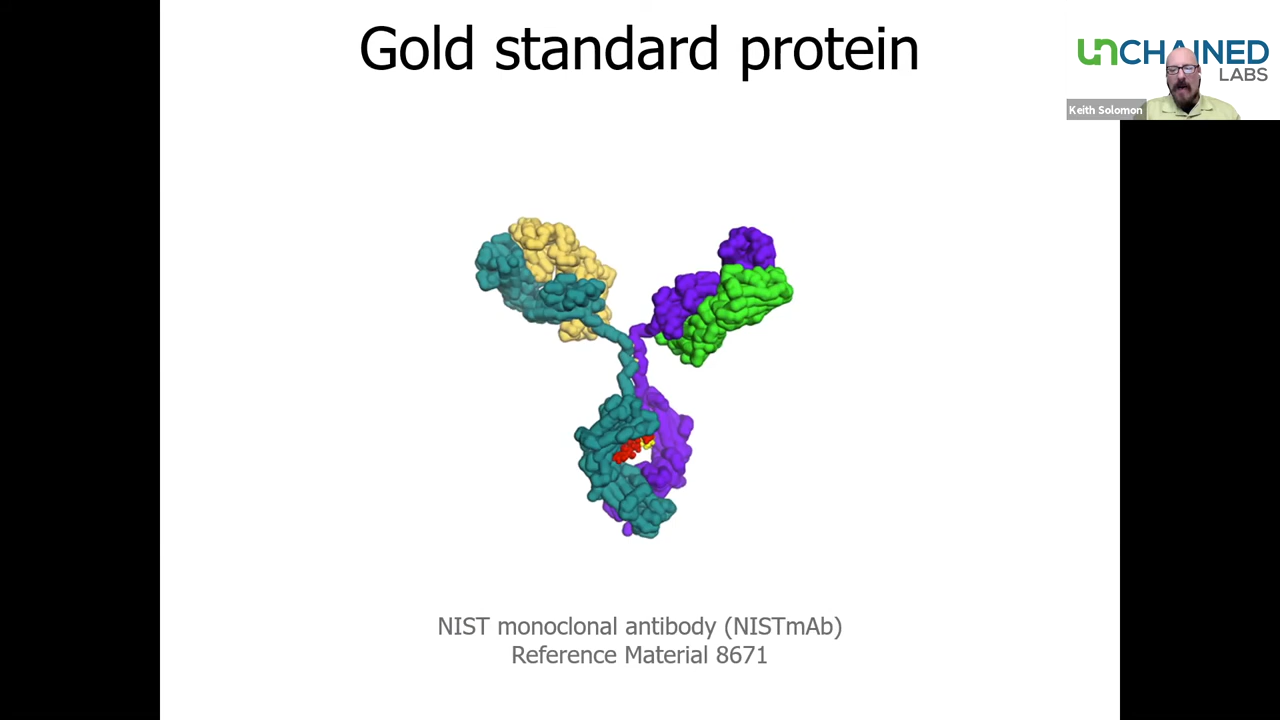 Gold standard protein
UNCHAINED
LABS
Keith Solomon
NIST monoclonal antibody (NISTmAb)
Reference Material 8671